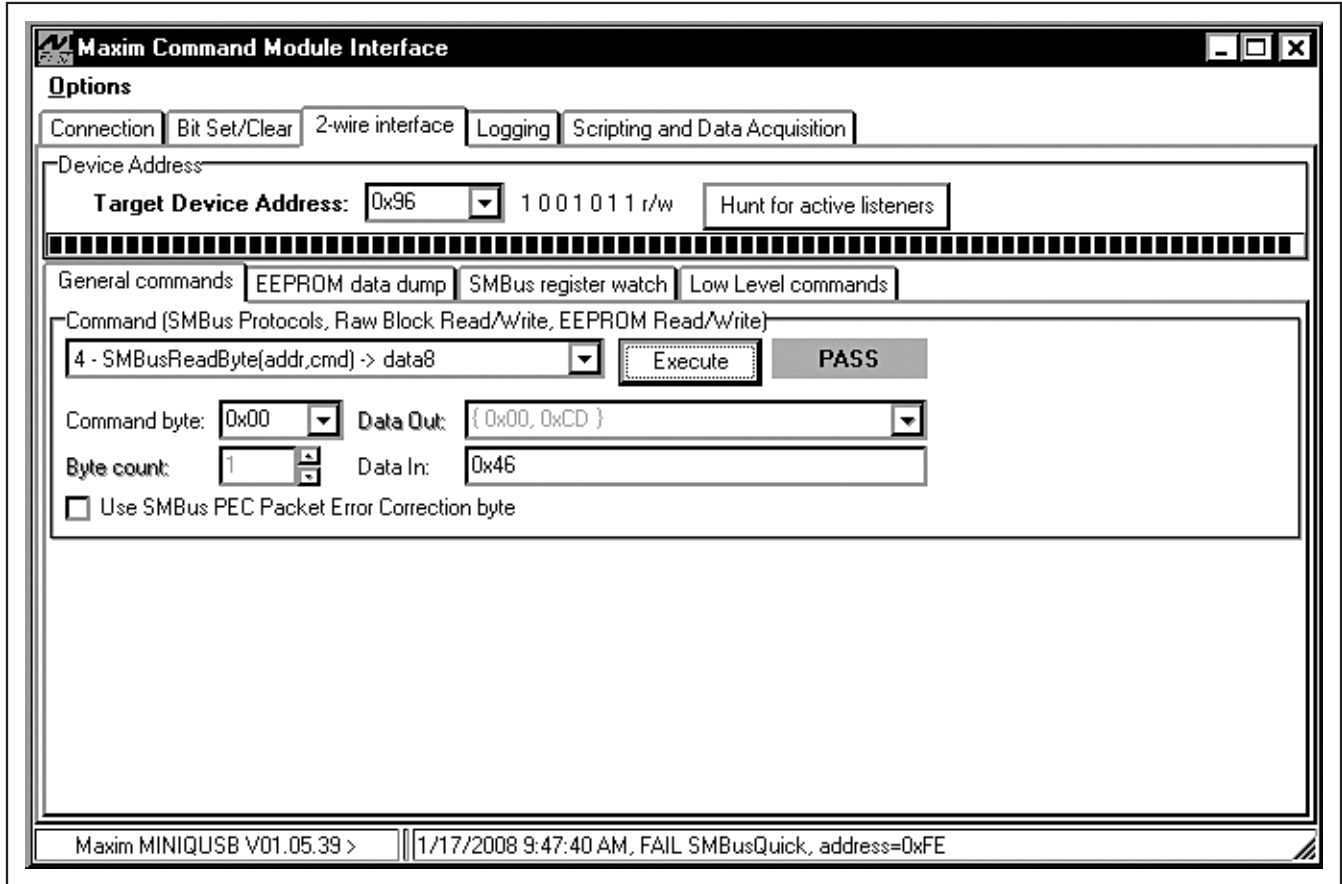 Maxim Command Module Interface
Options
Connection Bit Set/Clear 2-wire interface Logging Scripting and Data Acquisition
Device Address
Target Device Address: 0x96 1 0 0 1 0 1 1 r/w Hunt for active listeners
General commands EEPROM data dump SMBus register watch Low Level commands
Command (SMBus Protocols, Raw Block Read/Write, EEPROM Read/Write)
4 - SMBusReadByte(addr,cmd) -> data8 Execute PASS
Command byte: 0x00 Data Out: { 0x00, 0xCD }
Byte count: 1 Data In: 0x46
Use SMBus PEC Packet Error Correction byte
Maxim MINIQUSB V01.05.39 > 1/17/2008 9:47:40 AM, FAIL SMBusQuick, address=0xFE